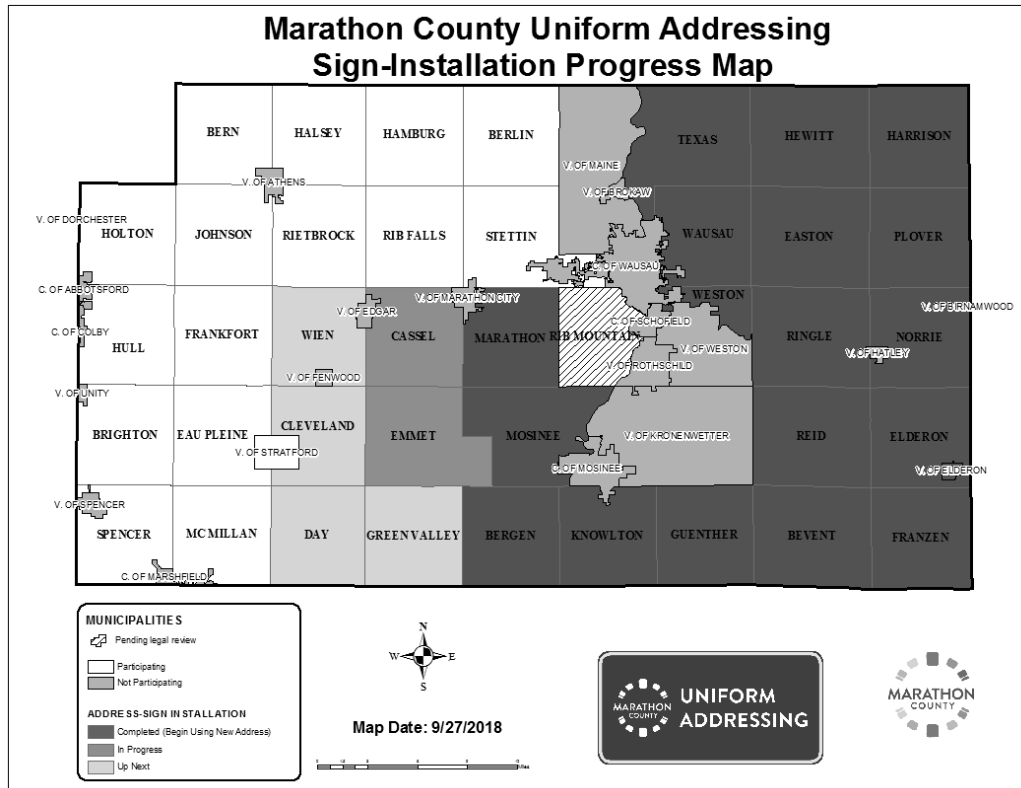 Marathon County Uniform Addressing
Sign-Installation Progress Map
BERN
HALSEY
HAMBURG
BERLIN
TEXAS
HEWITT
HARRISON
V. OF MAINE
V. OF ATHENS
V. OF BROKAW
V. OF DORCHESTER
HOLTON
JOHNSON
RIETBROCK
RIB FALLS
STETTIN
WAUSAU
EASTON
PLOVER
C. OF WAUSAU
C. OF ABBOTSFORD
V. OF MARATHON CITY
WESTON
V. OF BIRNAMWOOD
V. OF EDGAR
C. OF SCHOFIELD
C. OF COLBY
HULL
FRANKFORT
WIEN
CASSEL
MARATHON
RIB MOUNTAIN
V. OF WESTON
RINGLE
NORRIE
V. OF HATLEY
V. OF ROTHSCHILD
V. OF FENWOOD
V. OF UNITY
BRIGHTON
EAU PLEINE
CLEVELAND
EMMET
MOSINEE
V. OF KRONENWETTER
REID
ELDERON
V. OF STRATFORD
C. OF MOSINEE
V. OF ELDERON
V. OF SPENCER
SPENCER
MC MILLAN
DAY
GREEN VALLEY
BERGEN
KNOWLTON
GUENTHER
BEVENT
FRANZEN
C. OF MARSHFIELD
MUNICIPALITIES
Pending legal review
Participating
Not Participating
ADDRESS-SIGN INSTALLATION
Completed (Begin Using New Address)
In Progress
Up Next
N
W E
S
Map Date: 9/27/2018
MARATHON
COUNTY
UNIFORM
ADDRESSING
MARATHON
COUNTY